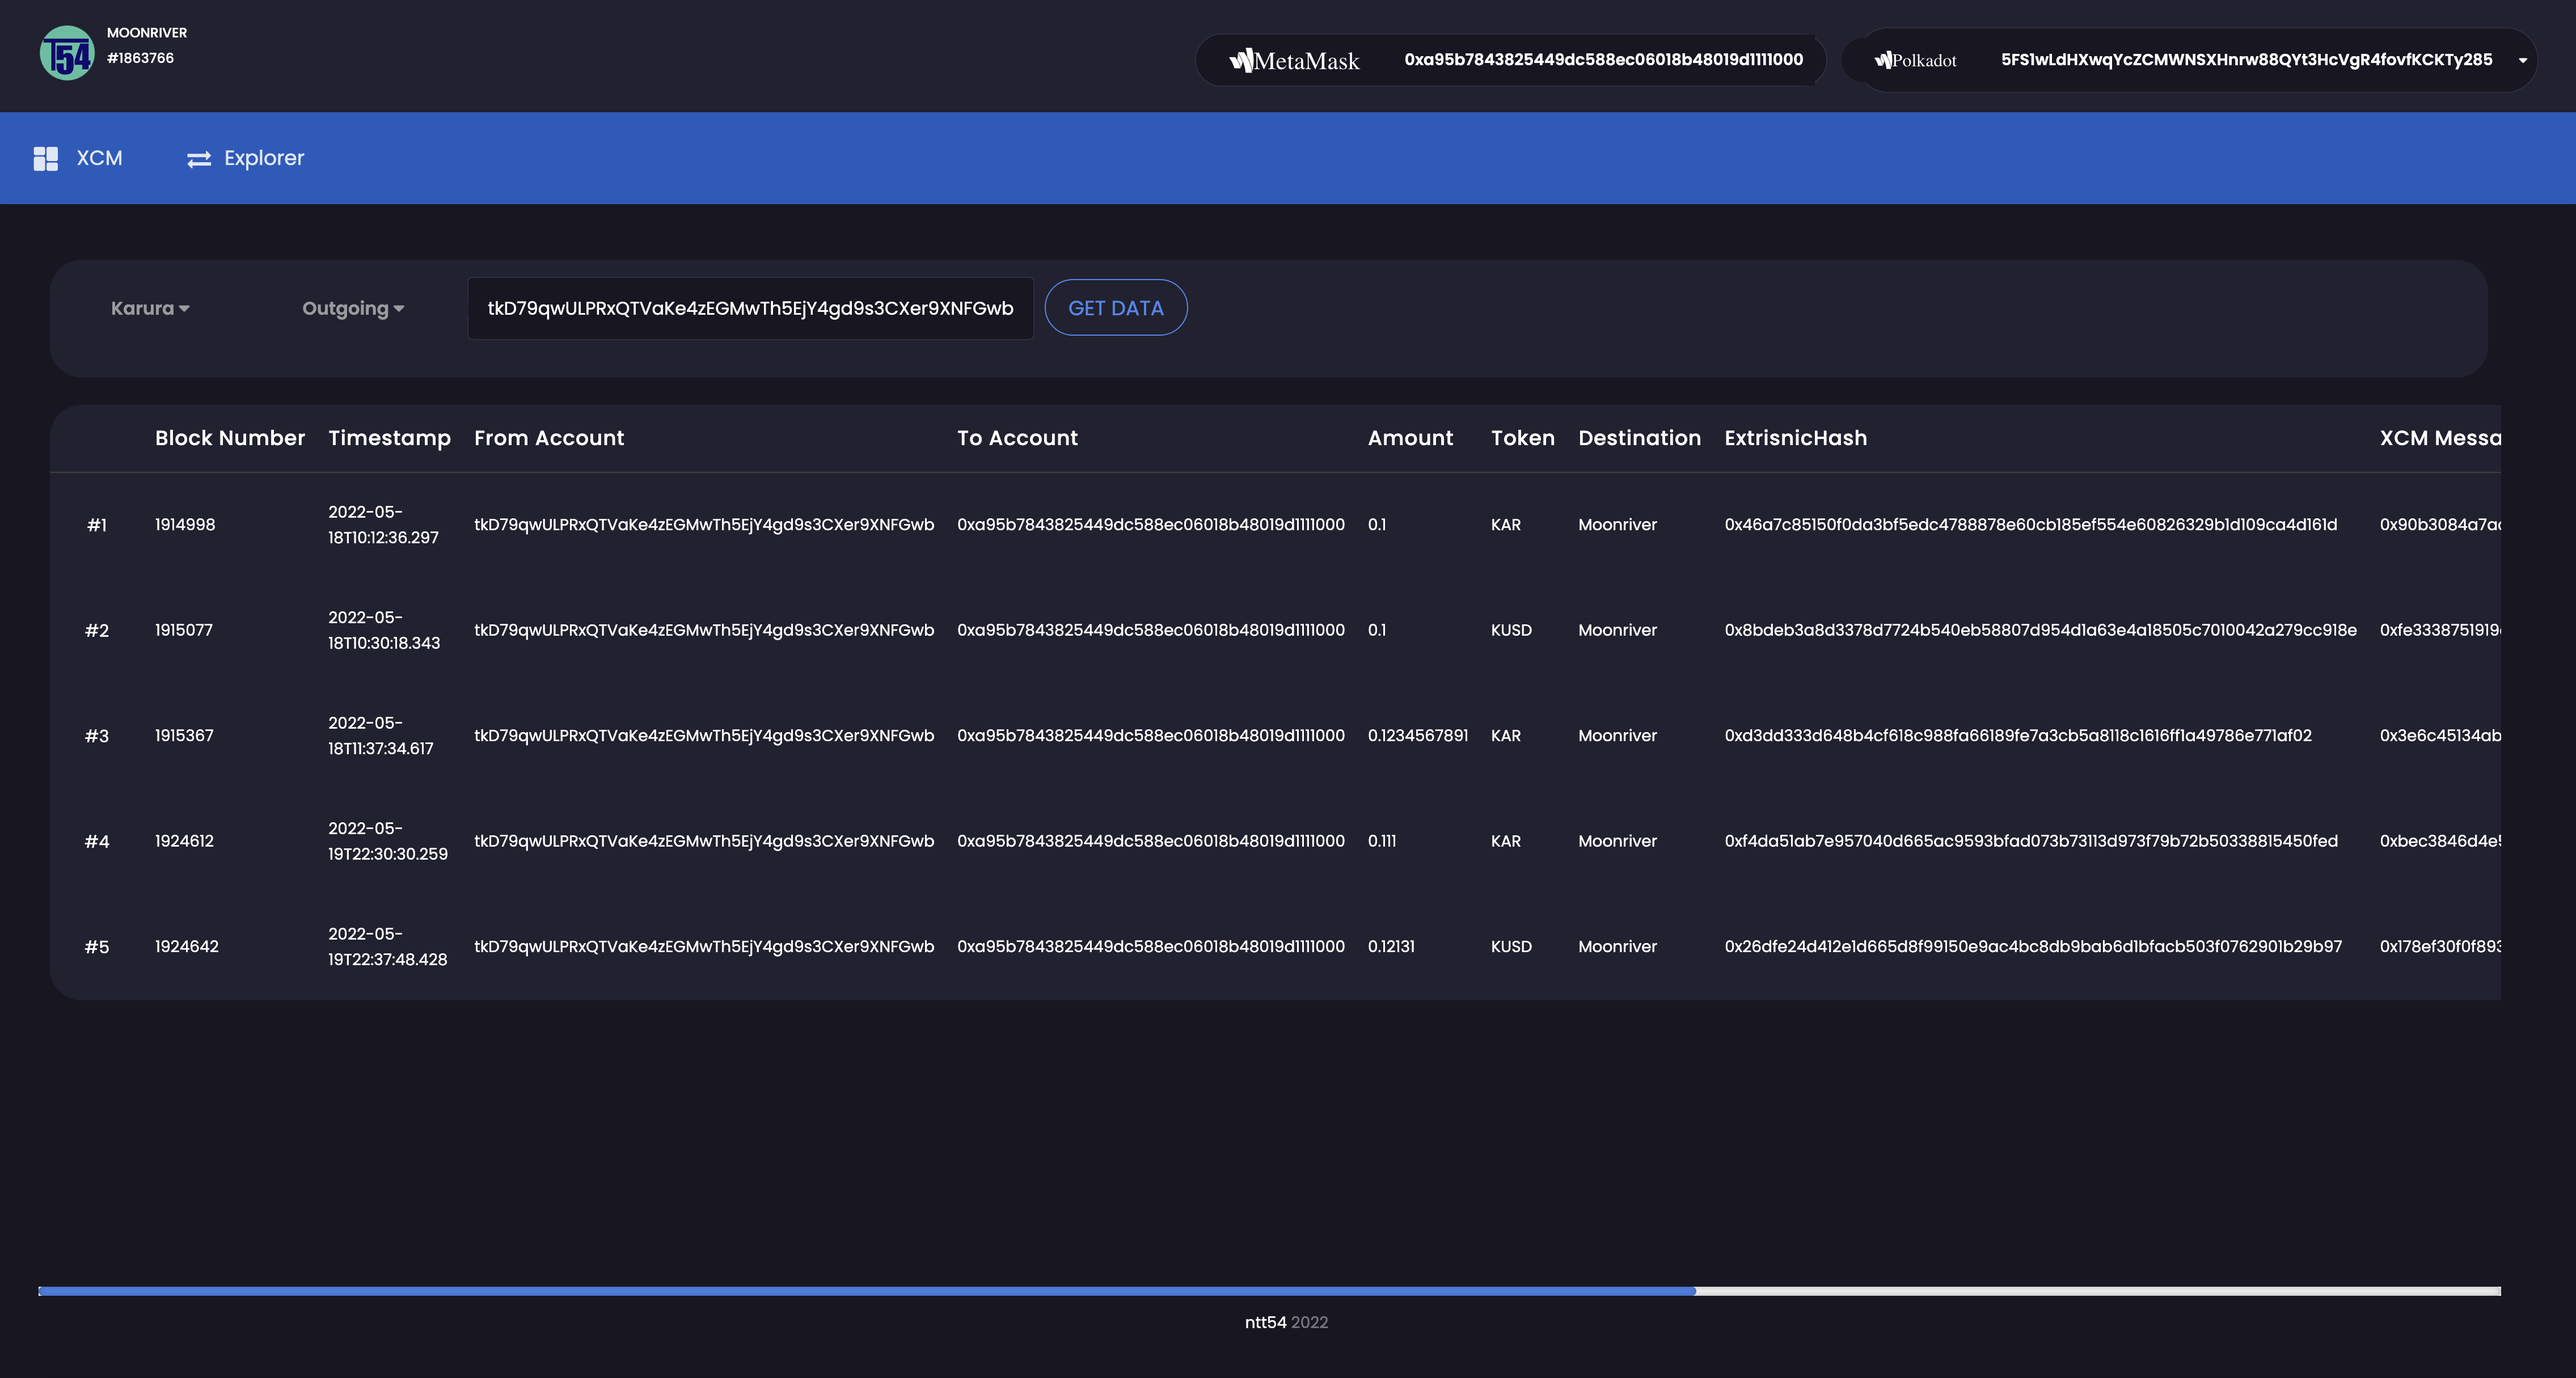 T54
MOONRIVER
#1863766
MetaMask 0xa95b7843825449dc588ec06018b48019d1111000
Polkadot 5FS1wLdHXwqYcZCMWNSXHnrw88QYt3HcVgR4fovfKCKTy285
XCM Explorer
Karura Outgoing tkD79qwULPRxQTVaKe4zEGMwTh5EjY4gd9s3CXer9XNFGwb GET DATA
Block Number Timestamp From Account To Account Amount Token Destination ExtrisnicHash XCM Messa
#1 1914998 2022-05-
18T10:12:36.297 tkD79qwULPRxQTVaKe4zEGMwTh5EjY4gd9s3CXer9XNFGwb 0xa95b7843825449dc588ec06018b48019d1111000 0.1 KAR Moonriver 0x46a7c85150f0da3bf5edc4788878e60cb185ef554e60826329b1d109ca4d161d 0x90b3084a7a
#2 1915077 2022-05-
18T10:30:18.343 tkD79qwULPRxQTVaKe4zEGMwTh5EjY4gd9s3CXer9XNFGwb 0xa95b7843825449dc588ec06018b48019d1111000 0.1 KUSD Moonriver 0x8bdeb3a8d3378d7724b540eb58807d954d1a63e4a18505c7010042a279cc918e 0xfe3338751919
#3 1915367 2022-05-
18T11:37:34.617 tkD79qwULPRxQTVaKe4zEGMwTh5EjY4gd9s3CXer9XNFGwb 0xa95b7843825449dc588ec06018b48019d1111000 0.1234567891 KAR Moonriver 0xd3dd333d648b4cf618c988fa66189fe7a3cb5a8118c1616ff1a49786e771af02 0x3e6c45134ab
#4 1924612 2022-05-
19T22:30:30.259 tkD79qwULPRxQTVaKe4zEGMwTh5EjY4gd9s3CXer9XNFGwb 0xa95b7843825449dc588ec06018b48019d1111000 0.111 KAR Moonriver 0xf4da51ab7e957040d665ac9593bfad073b73113d973f79b72b50338815450fed 0xbec3846d4e5
#5 1924642 2022-05-
19T22:37:48.428 tkD79qwULPRxQTVaKe4zEGMwTh5EjY4gd9s3CXer9XNFGwb 0xa95b7843825449dc588ec06018b48019d1111000 0.12131 KUSD Moonriver 0x26dfe24d412e1d665d8f99150e9ac4bc8db9bab6d1bfacb503f0762901b29b97 0x178ef30f0f893
ntt54 2022